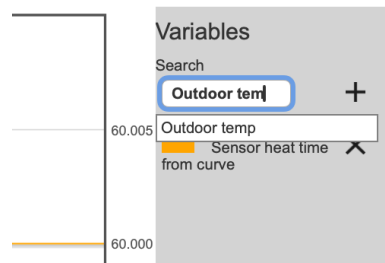 Variables
Search
Outdoor tem
60.005
Outdoor temp
Sensor heat time
from curve
60.000